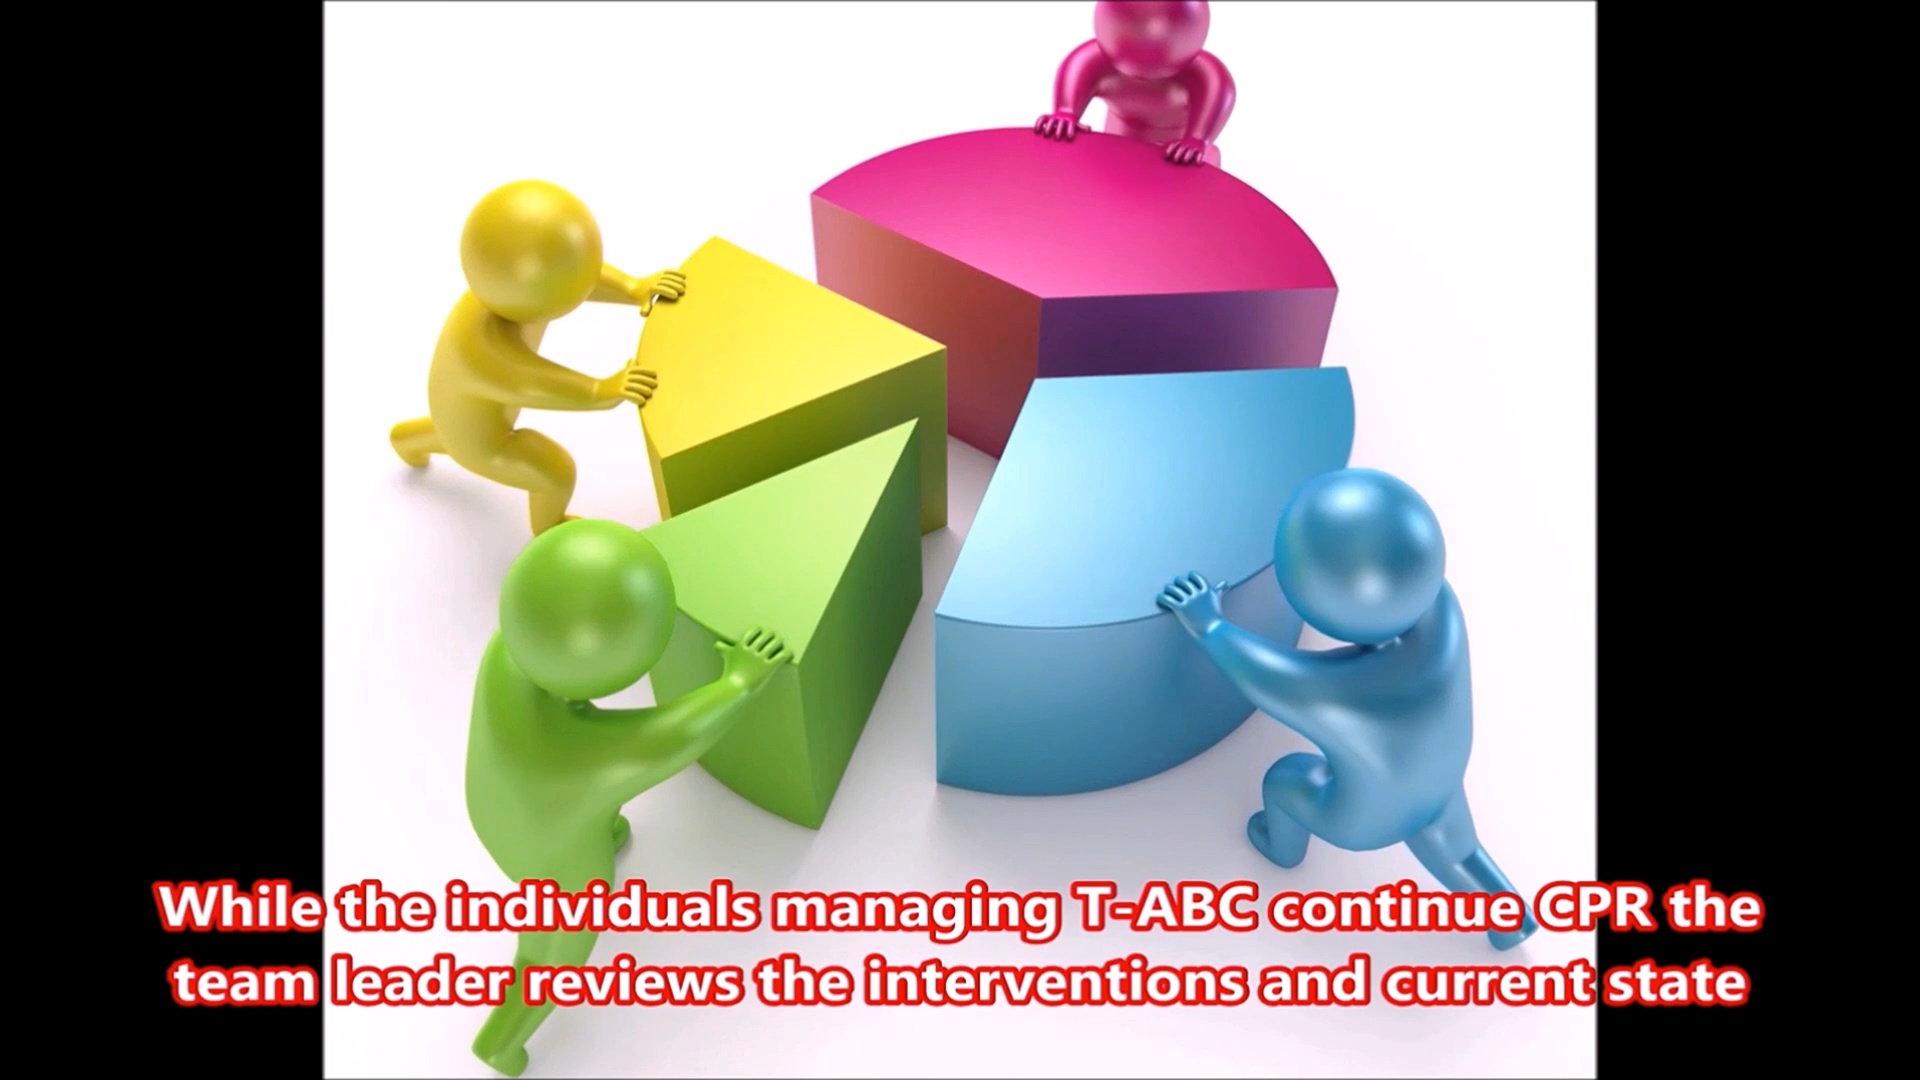 While the individuals managing T-ABC continue CPR the
team leader reviews the interventions and current state